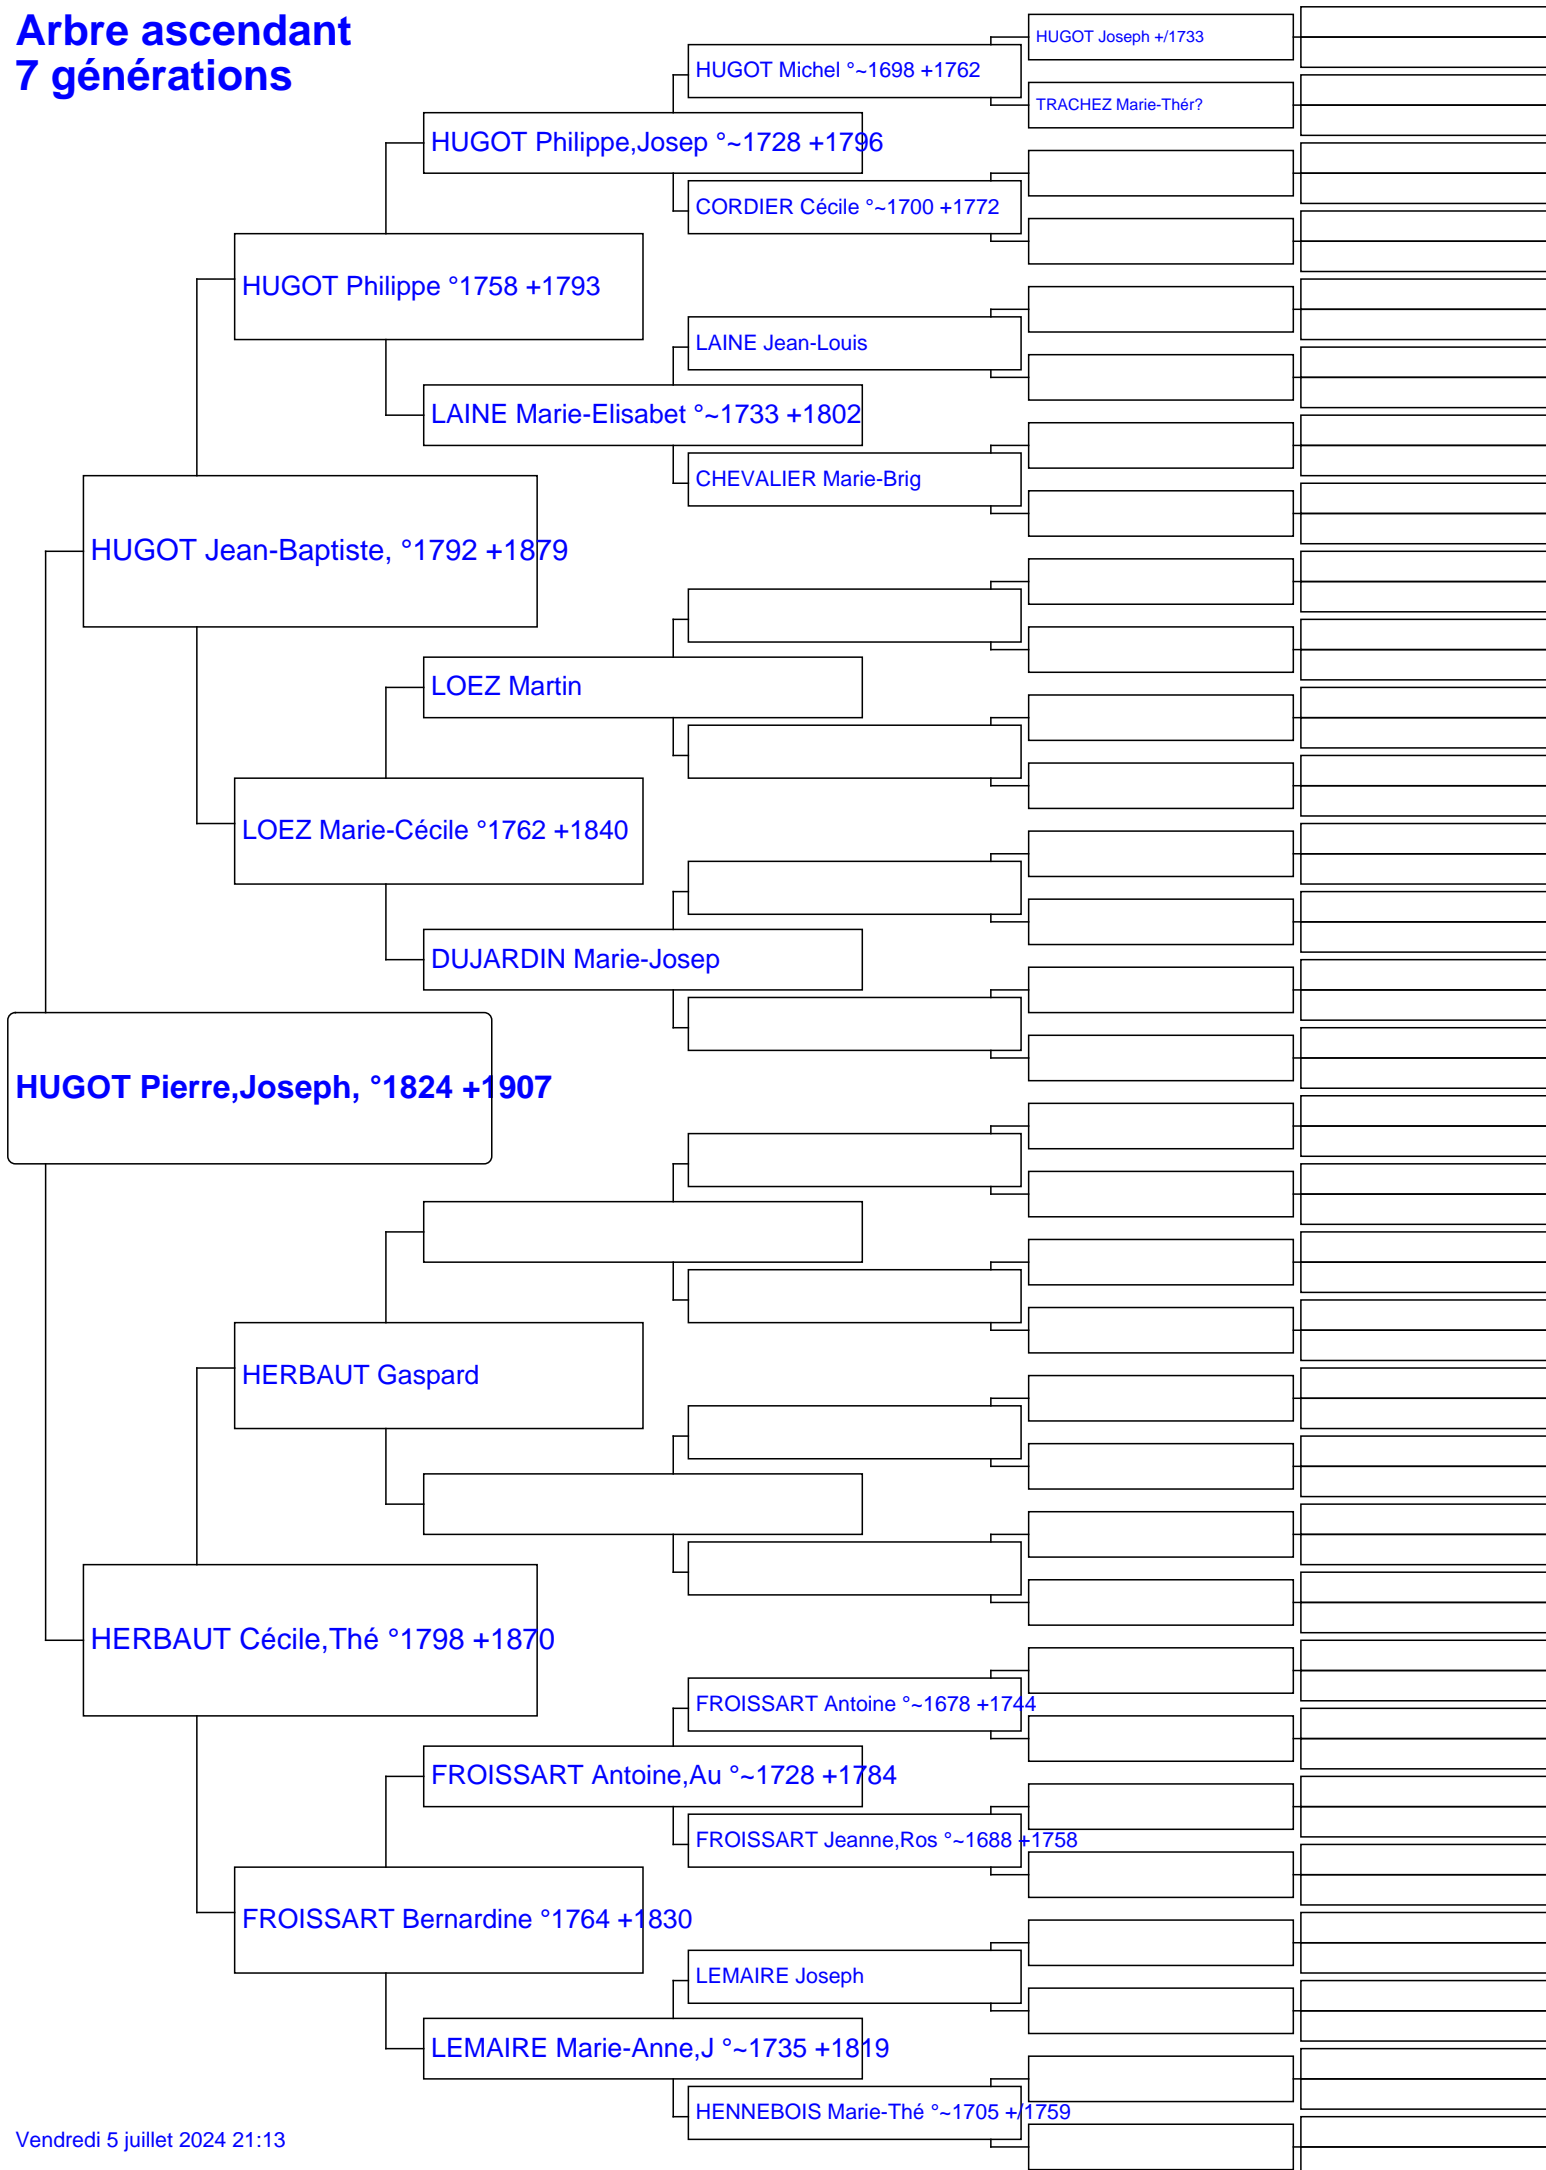 Arbre ascendant
7 générations
HUGOT Joseph +/1733
HUGOT Michel °~1698 +1762
TRACHEZ Marie-Thér?
HUGOT Philippe,Josep °~1728 +1796
CORDIER Cécile °~1700 +1772
HUGOT Philippe °1758 +1793
LAINE Jean-Louis
LAINE Marie-Elisabet °~1733 +1802
CHEVALIER Marie-Brig
HUGOT Jean-Baptiste, °1792 +1879
LOEZ Martin
LOEZ Marie-Cécile °1762 +1840
DUJARDIN Marie-Josep
HUGOT Pierre,Joseph, °1824 +1907
HERBAUT Gaspard
HERBAUT Cécile,Thé °1798 +1870
FROISSART Antoine °~1678 +1744
FROISSART Antoine,Au °~1728 +1784
FROISSART Jeanne,Ros °~1688 +1758
FROISSART Bernardine °1764 +1830
LEMAIRE Joseph
LEMAIRE Marie-Anne,J °~1735 +1819
HENNEBOIS Marie-Thé °~1705 +/1759
Vendredi 5 juillet 2024 21:13